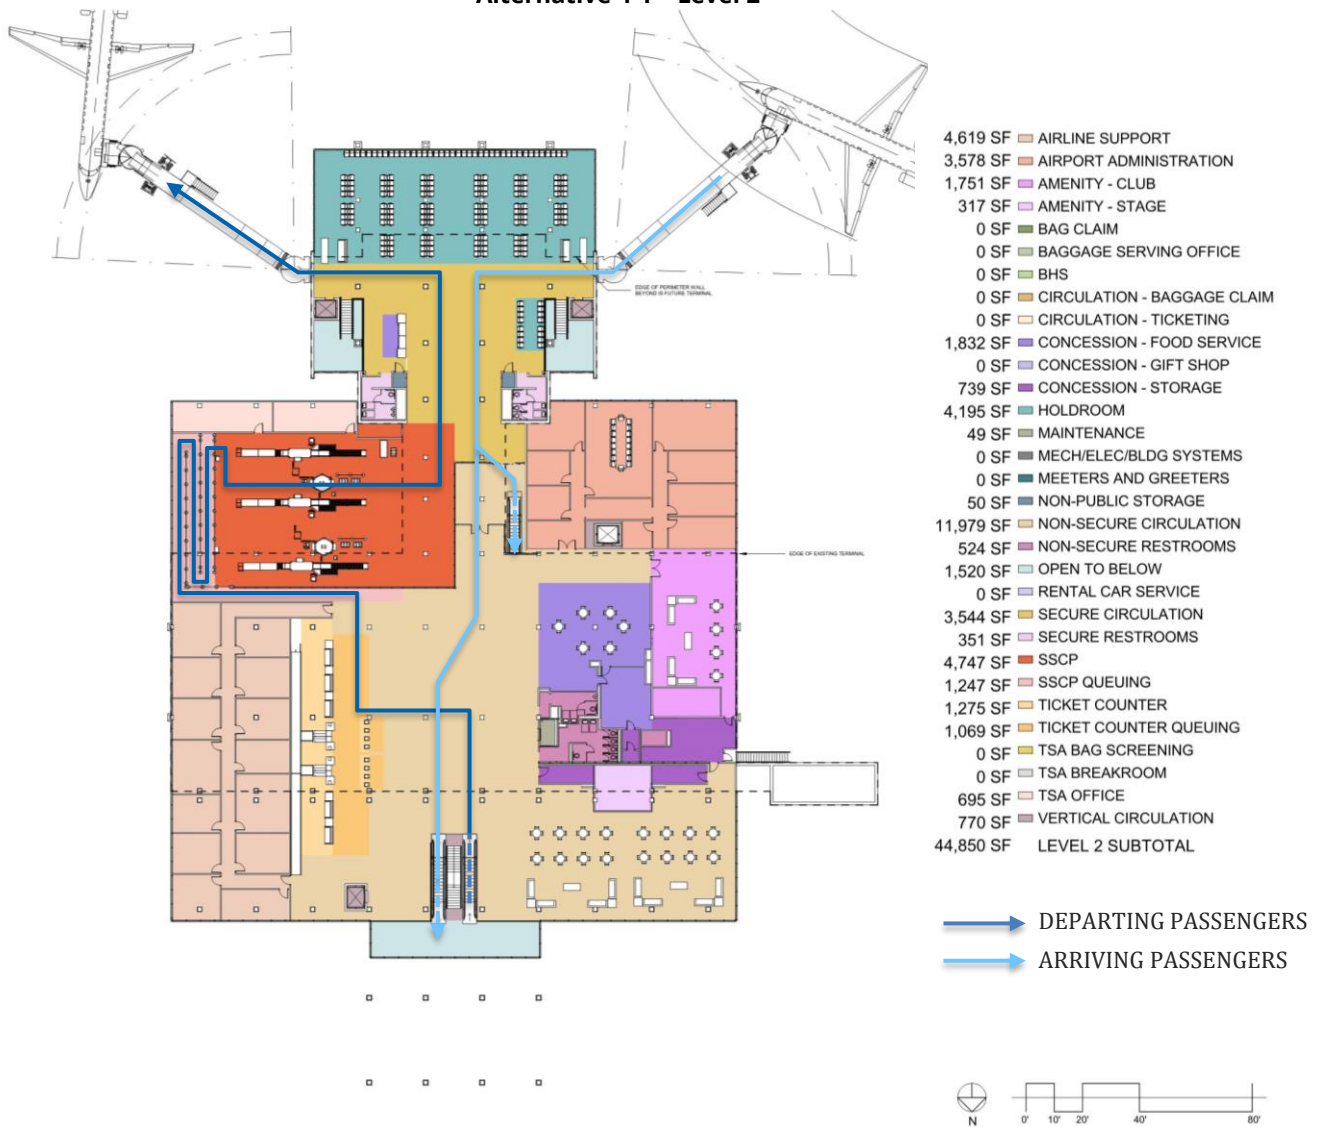 4,619 SF AIRLINE SUPPORT
3,578 SF AIRPORT ADMINISTRATION
1,751 SF AMENITY - CLUB
317 SF AMENITY - STAGE
0 SF BAG CLAIM
0 SF BAGGAGE SERVING OFFICE
0 SF BHS
0 SF CIRCULATION - BAGGAGE CLAIM
0 SF CIRCULATION - TICKETING
1,832 SF CONCESSION - FOOD SERVICE
0 SF CONCESSION - GIFT SHOP
739 SF CONCESSION - STORAGE
4,195 SF HOLDROOM
49 SF MAINTENANCE
0 SF MECH/ELEC/BLDG SYSTEMS
0 SF MEETERS AND GREETERS
50 SF NON-PUBLIC STORAGE
11,979 SF NON-SECURE CIRCULATION
524 SF NON-SECURE RESTROOMS
1,520 SF OPEN TO BELOW
0 SF RENTAL CAR SERVICE
3,544 SF SECURE CIRCULATION
351 SF SECURE RESTROOMS
4,747 SF SSCP
1,247 SF SSCP QUEUING
1,275 SF TICKET COUNTER
1,069 SF TICKET COUNTER QUEUING
0 SF TSA BAG SCREENING
0 SF TSA BREAKROOM
695 SF TSA OFFICE
770 SF VERTICAL CIRCULATION
44,850 SF LEVEL 2 SUBTOTAL
EDGE OF PERIMETER WALL
BEYOND IS FUTURE TERMINAL
EDGE OF EXISTING TERMINAL
DEPARTING PASSENGERS
ARRIVING PASSENGERS
N
0' 10' 20' 40' 80'